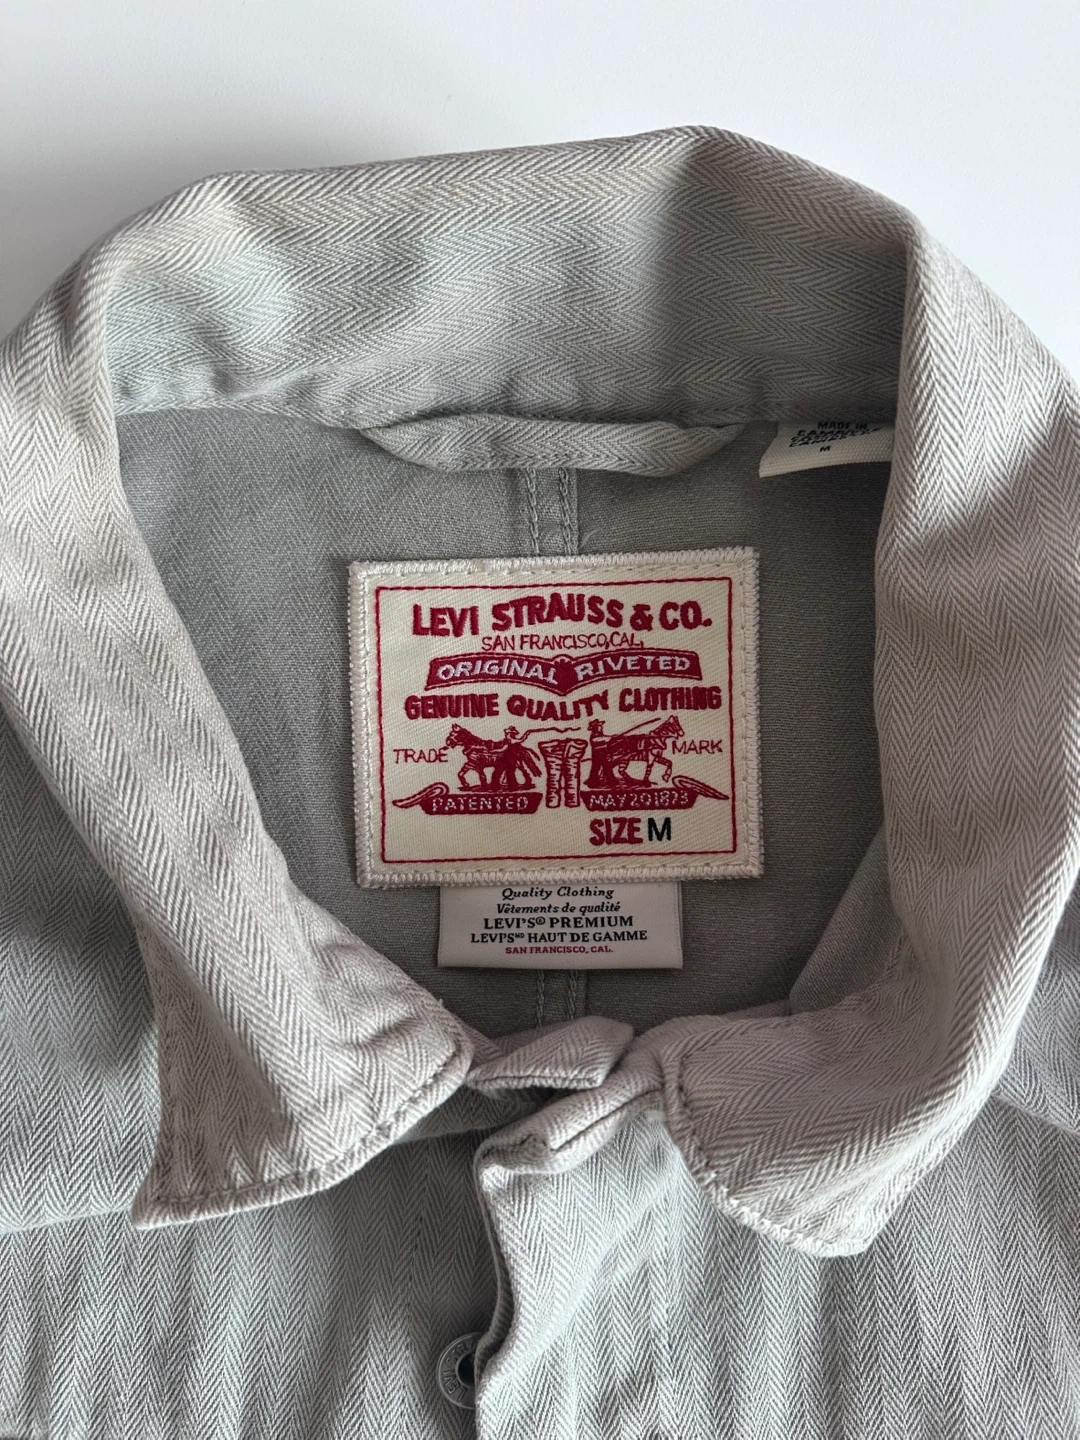 MADE IN
M
LEVI STRAUSS & CO.
SAN FRANCISCO, CAL.
ORIGINAL RIVETED
GENUINE QUALITY CLOTHING
TRADE MARK
PATENTED MAY 20 1873
SIZE M
Quality Clothing
Vêtements de qualité
LEVI'S® PREMIUM
LEVI'S ᴹᴰ HAUT DE GAMME
SAN FRANCISCO, CAL.